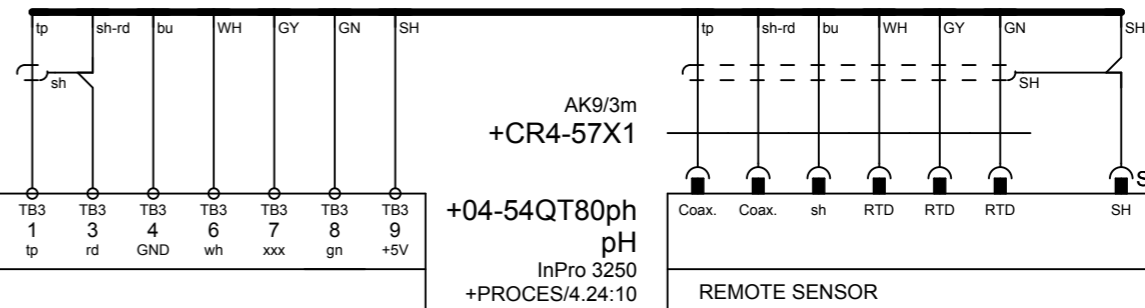 tp sh-rd bu WH GY GN SH
sh
TB3 TB3 TB3 TB3 TB3 TB3 TB3
1 3 4 6 7 8 9
tp rd GND wh xxx gn +5V
AK9/3m
+CR4-57X1
+04-54QT80ph
pH
InPro 3250
+PROCES/4.24:10
tp sh-rd bu WH GY GN SH
SH
S
Coax. Coax. sh RTD RTD RTD SH
REMOTE SENSOR